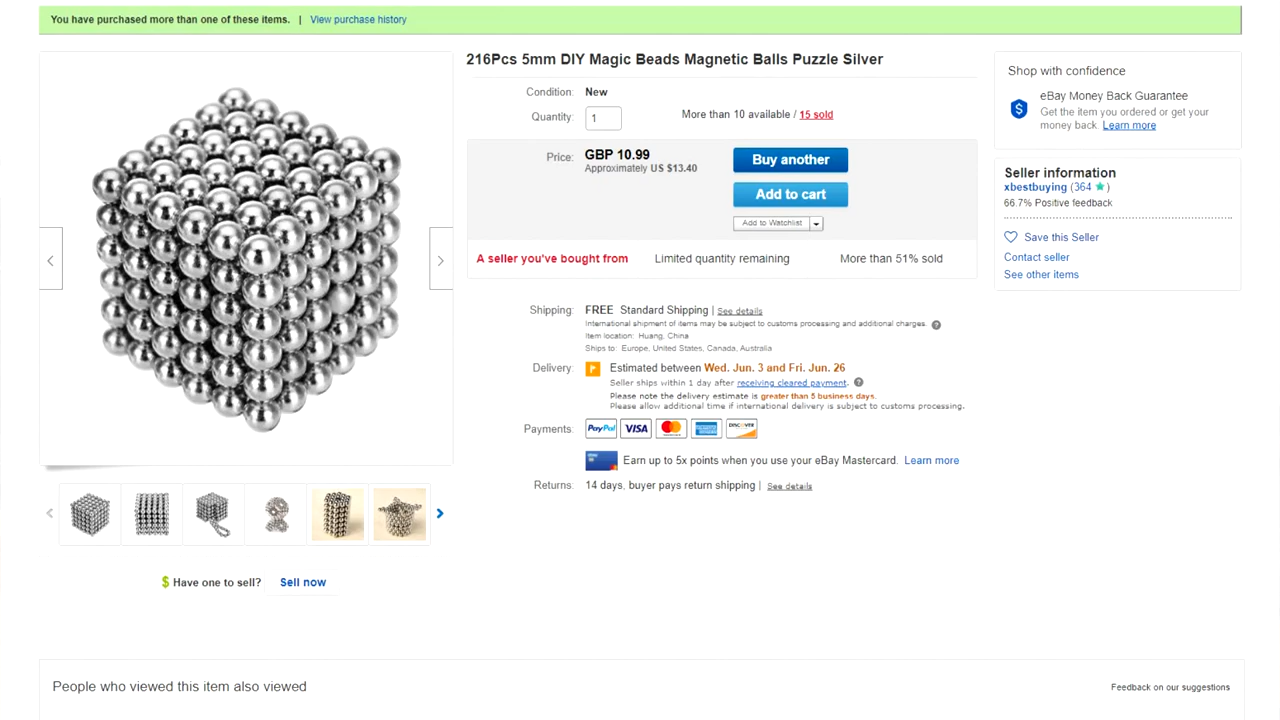 You have purchased more than one of these items. | View purchase history
216Pcs 5mm DIY Magic Beads Magnetic Balls Puzzle Silver
Condition: New
Quantity: 1 More than 10 available / 15 sold
Price: GBP 10.99
Approximately US $13.40
Buy another
Add to cart
Add to Watchlist
A seller you've bought from Limited quantity remaining More than 51% sold
Shipping: FREE Standard Shipping | See details
International shipment of items may be subject to customs processing and additional charges. ?
Item location: Huang, China
Ships to: Europe, United States, Canada, Australia
Delivery: Estimated between Wed. Jun. 3 and Fri. Jun. 26
Seller ships within 1 day after receiving cleared payment. ?
Please note the delivery estimate is greater than 5 business days.
Please allow additional time if international delivery is subject to customs processing.
Payments: PayPal VISA DISCOVER
Earn up to 5x points when you use your eBay Mastercard. Learn more
Returns: 14 days, buyer pays return shipping | See details
Shop with confidence
eBay Money Back Guarantee
Get the item you ordered or get your
money back. Learn more
Seller information
xbestbuying (364 ★ )
66.7% Positive feedback
Save this Seller
Contact seller
See other items
$ Have one to sell? Sell now
People who viewed this item also viewed
Feedback on our suggestions